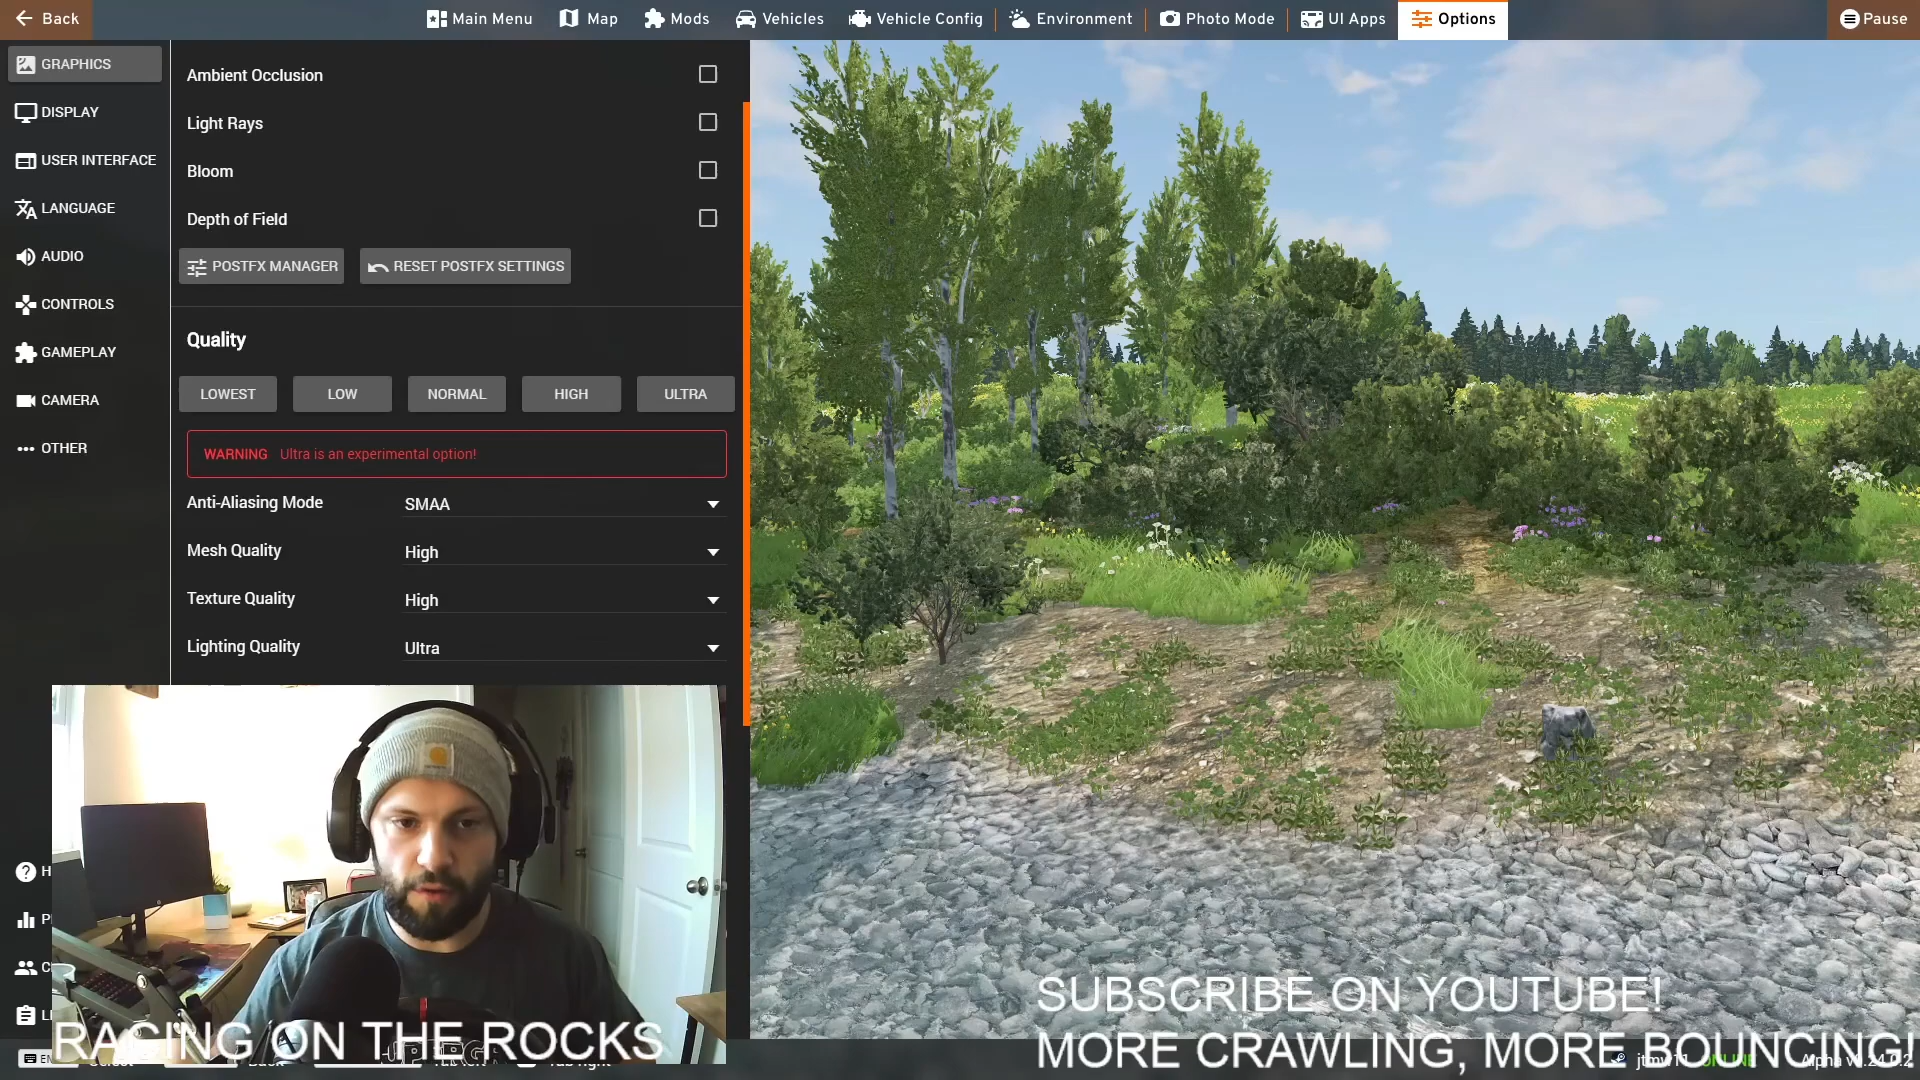 Back
Main Menu
Map
Mods
Vehicles
Vehicle Config
Environment
Photo Mode
UI Apps
Options
Pause
GRAPHICS
DISPLAY
USER INTERFACE
LANGUAGE
AUDIO
CONTROLS
GAMEPLAY
CAMERA
OTHER
Ambient Occlusion
Light Rays
Bloom
Depth of Field
POSTFX MANAGER
RESET POSTFX SETTINGS
Quality
LOWEST
LOW
NORMAL
HIGH
ULTRA
WARNING Ultra is an experimental option!
Anti-Aliasing Mode SMAA
Mesh Quality High
Texture Quality High
Lighting Quality Ultra
RACING ON THE ROCKS
SUBSCRIBE ON YOUTUBE!
MORE CRAWLING, MORE BOUNCING!